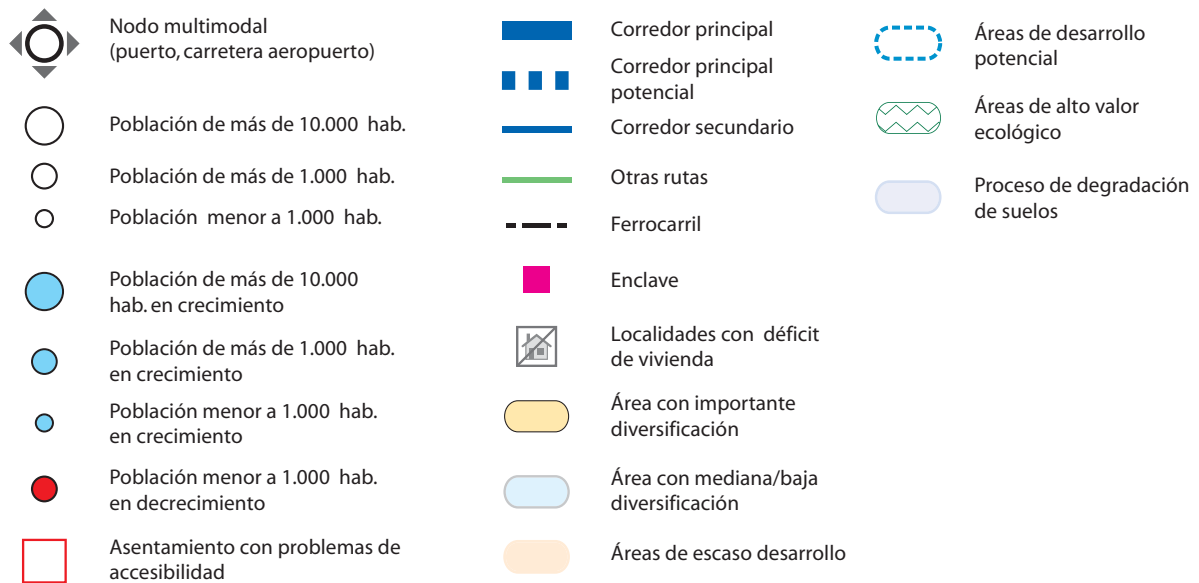 Nodo multimodal
(puerto, carretera aeropuerto)
Población de más de 10.000 hab.
Población de más de 1.000 hab.
Población menor a 1.000 hab.
Población de más de 10.000
hab. en crecimiento
Población de más de 1.000 hab.
en crecimiento
Población menor a 1.000 hab.
en crecimiento
Población menor a 1.000 hab.
en decrecimiento
Asentamiento con problemas de
accesibilidad
Corredor principal
Corredor principal
potencial
Corredor secundario
Otras rutas
Ferrocarril
Enclave
Localidades con déficit
de vivienda
Área con importante
diversificación
Área con mediana/baja
diversificación
Áreas de escaso desarrollo
Áreas de desarrollo
potencial
Áreas de alto valor
ecológico
Proceso de degradación
de suelos